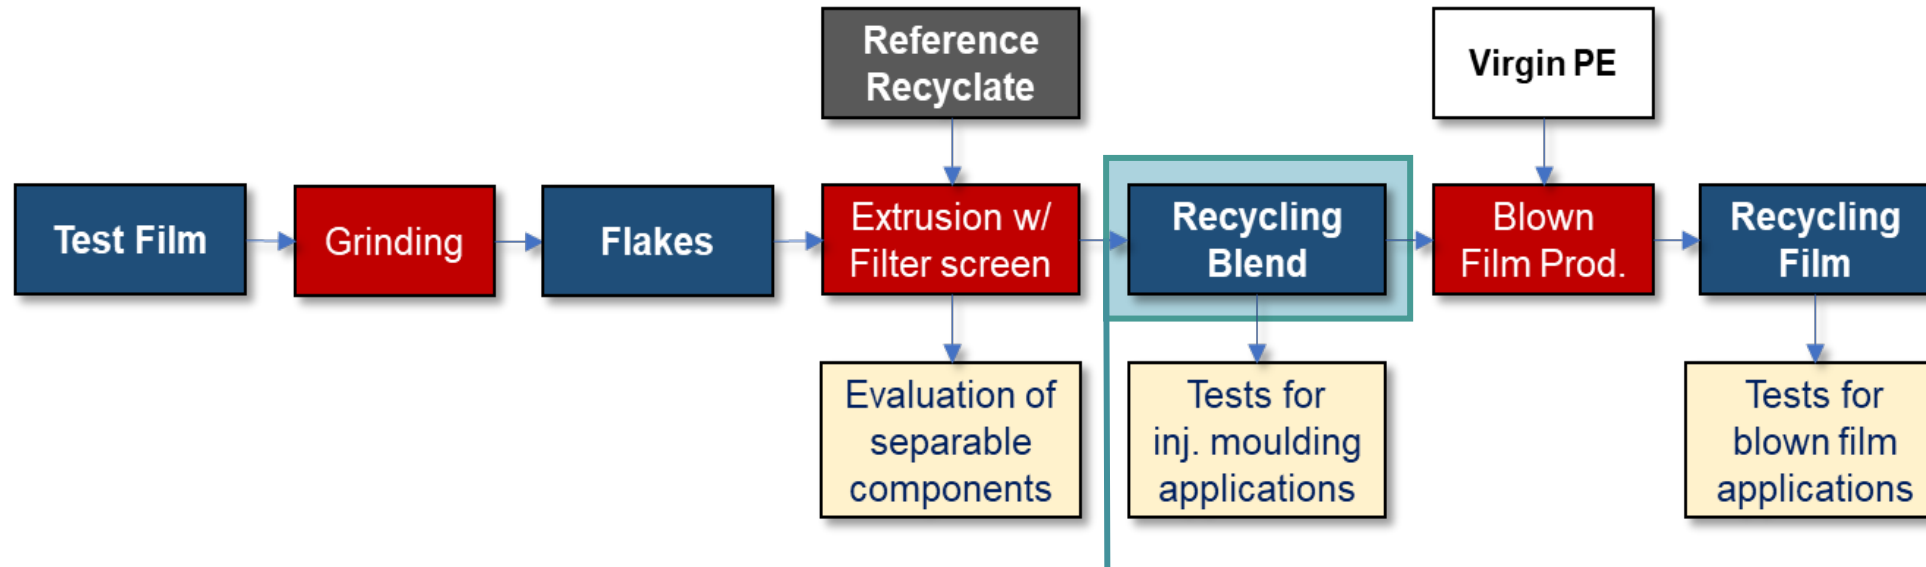 Reference
Recyclate
Virgin PE
Test Film
Grinding
Flakes
Extrusion w/
Filter screen
Recycling
Blend
Blown
Film Prod.
Recycling
Film
Evaluation of
separable
components
Tests for
inj. moulding
applications
Tests for
blown film
applications